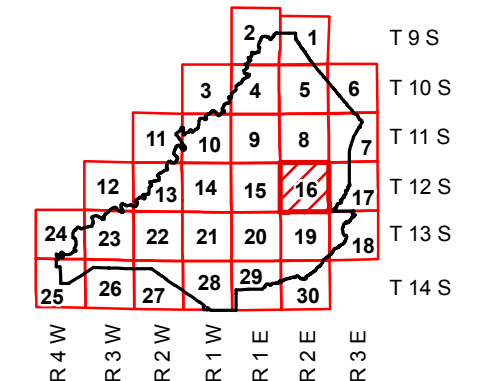 2 1 T 9 S
3 4 5 6 T 10 S
11 10 9 8 7 T 11 S
12 13 14 15 16 17 T 12 S
24 23 22 21 20 19 18 T 13 S
25 26 27 28 29 30 T 14 S
R 4 W R 3 W R 2 W R 1 W R 1 E R 2 E R 3 E